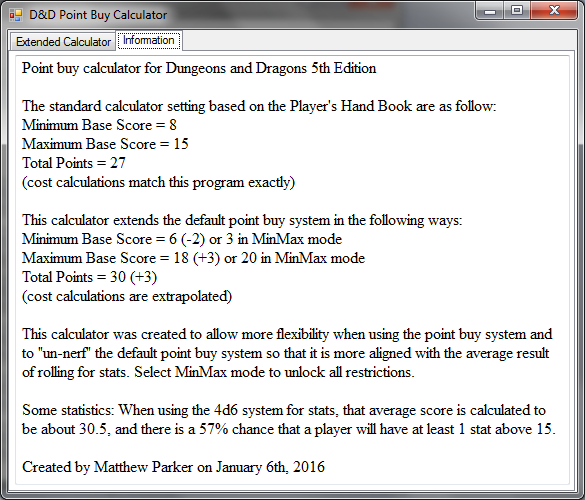 D&D Point Buy Calculator
Extended Calculator
Information
Point buy calculator for Dungeons and Dragons 5th Edition
The standard calculator setting based on the Player's Hand Book are as follow:
Minimum Base Score = 8
Maximum Base Score = 15
Total Points = 27
(cost calculations match this program exactly)
This calculator extends the default point buy system in the following ways:
Minimum Base Score = 6 (-2) or 3 in MinMax mode
Maximum Base Score = 18 (+3) or 20 in MinMax mode
Total Points = 30 (+3)
(cost calculations are extrapolated)
This calculator was created to allow more flexibility when using the point buy system and
to "un-nerf" the default point buy system so that it is more aligned with the average result
of rolling for stats. Select MinMax mode to unlock all restrictions.
Some statistics: When using the 4d6 system for stats, that average score is calculated to
be about 30.5, and there is a 57% chance that a player will have at least 1 stat above 15.
Created by Matthew Parker on January 6th, 2016